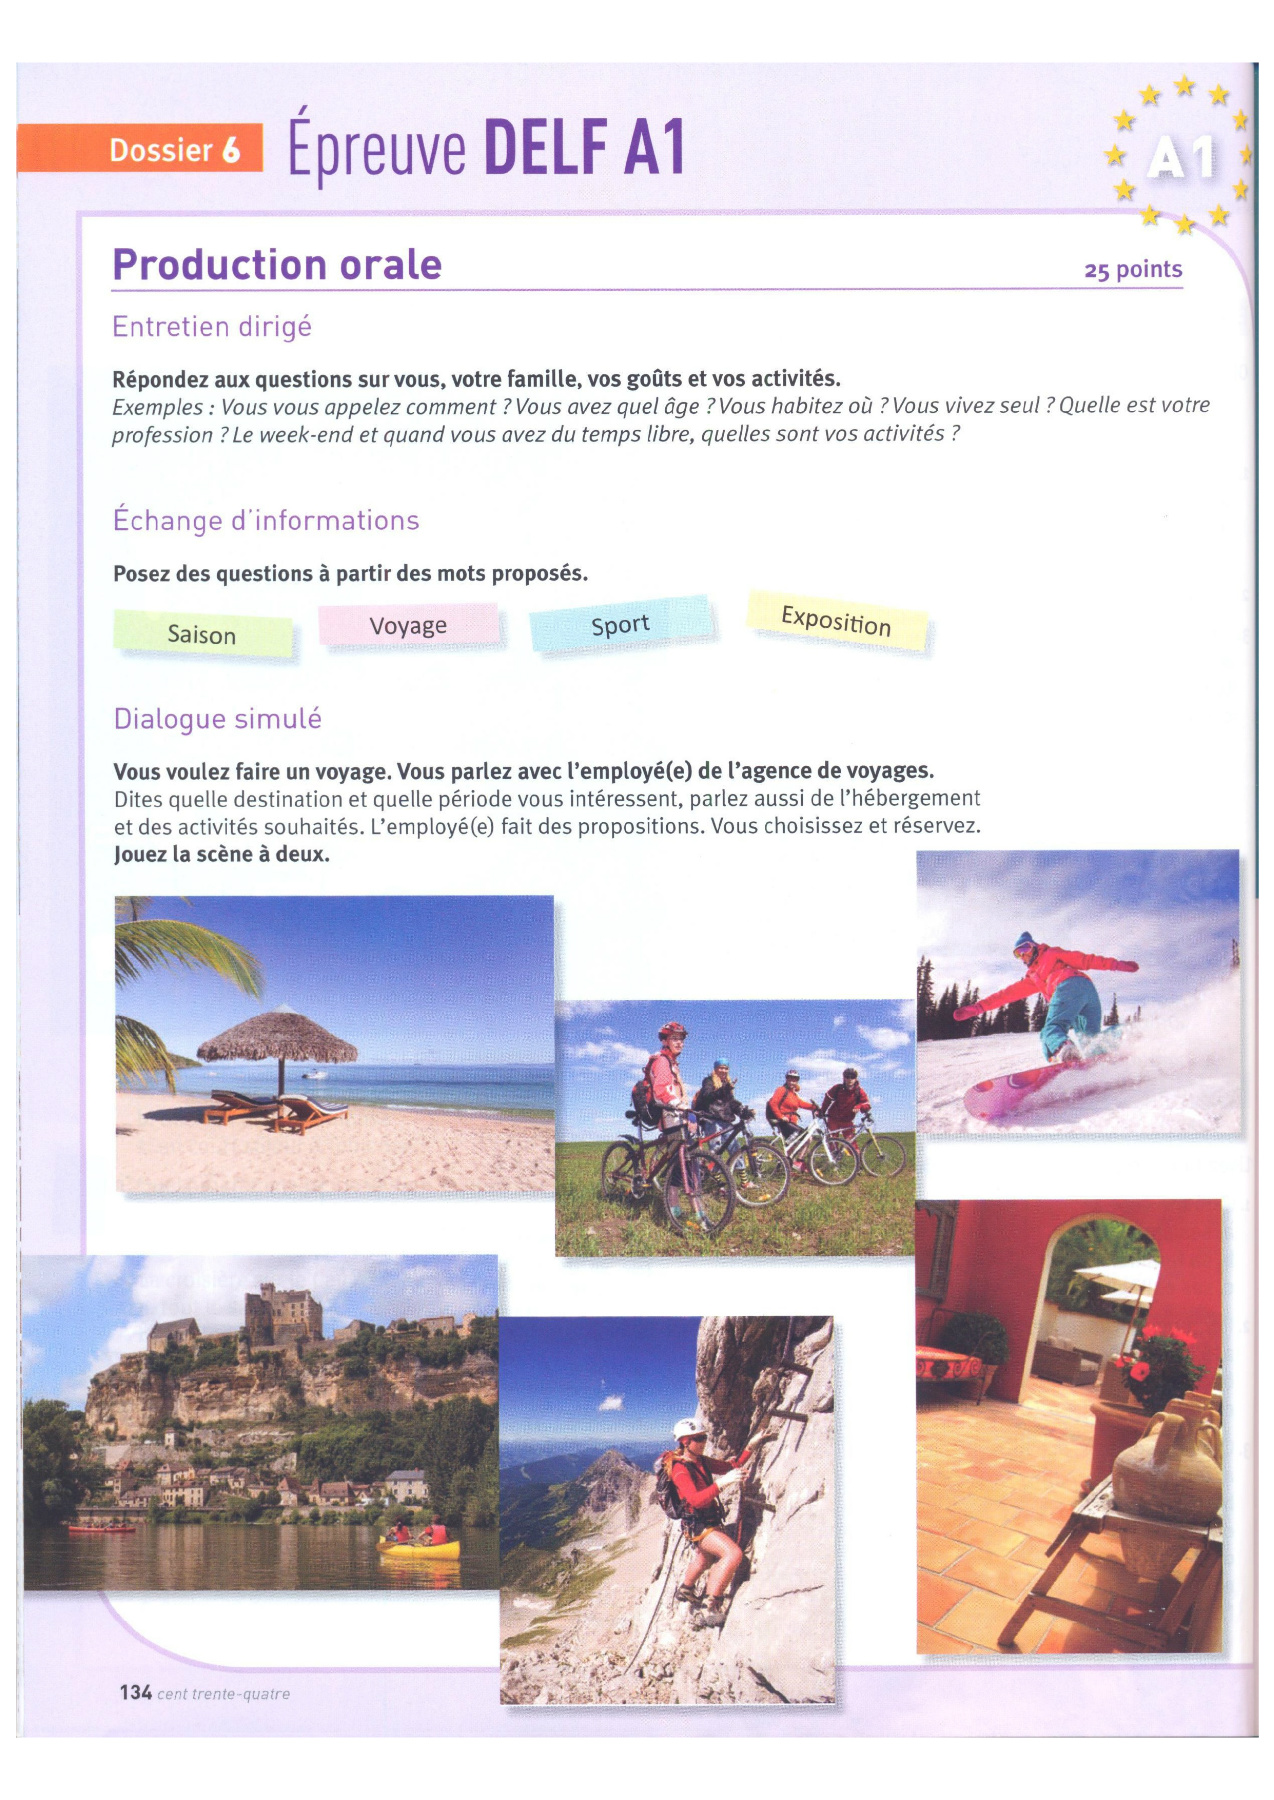 Dossier 6 Épreuve DELF A1
A1
Production orale
25 points
Entretien dirigé
Répondez aux questions sur vous, votre famille, vos goûts et vos activités.
Exemples : Vous vous appelez comment ? Vous avez quel âge ? Vous habitez où ? Vous vivez seul ? Quelle est votre
profession ? Le week-end et quand vous avez du temps libre, quelles sont vos activités ?
Échange d'informations
Posez des questions à partir des mots proposés.
Saison
Voyage
Sport
Exposition
Dialogue simulé
Vous voulez faire un voyage. Vous parlez avec l'employé(e) de l'agence de voyages.
Dites quelle destination et quelle période vous intéressent, parlez aussi de l'hébergement
et des activités souhaités. L'employé(e) fait des propositions. Vous choisissez et réservez.
Jouez la scène à deux.
134 cent trente-quatre